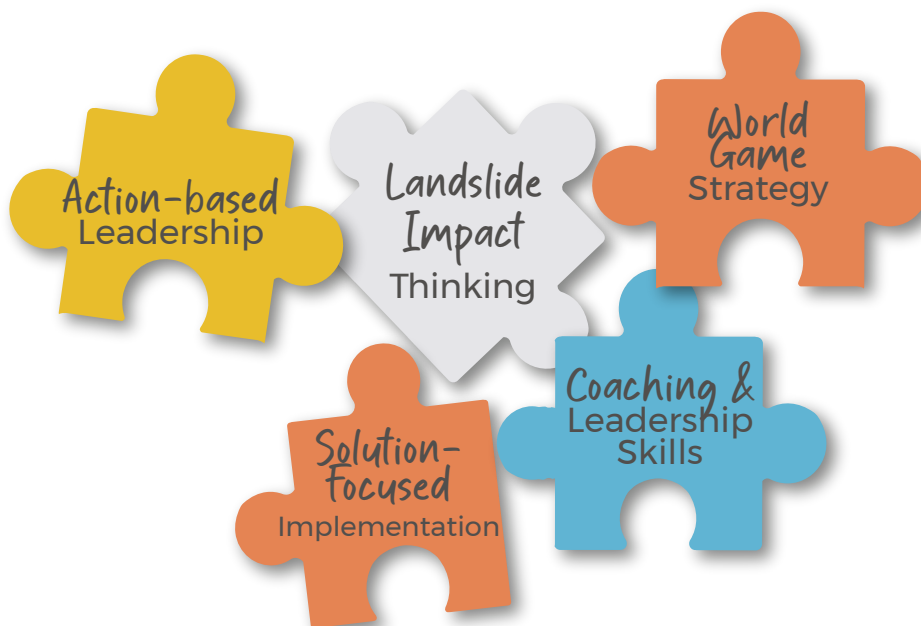 Action-based
Leadership
Landslide
Impact
Thinking
World
Game
Strategy
Solution-
Focused
Implementation
Coaching &
Leadership
Skills